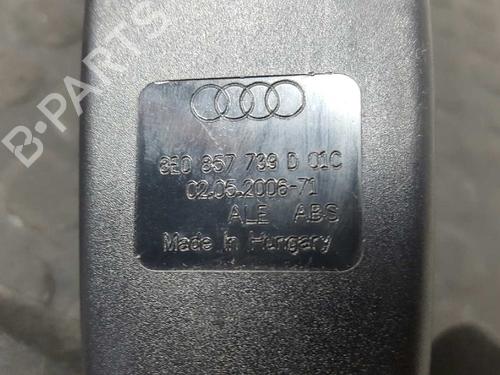 B-PARTS
8E0 857 739 D 01C
02.05.2006-71
ALE ABS
Made In Hungary